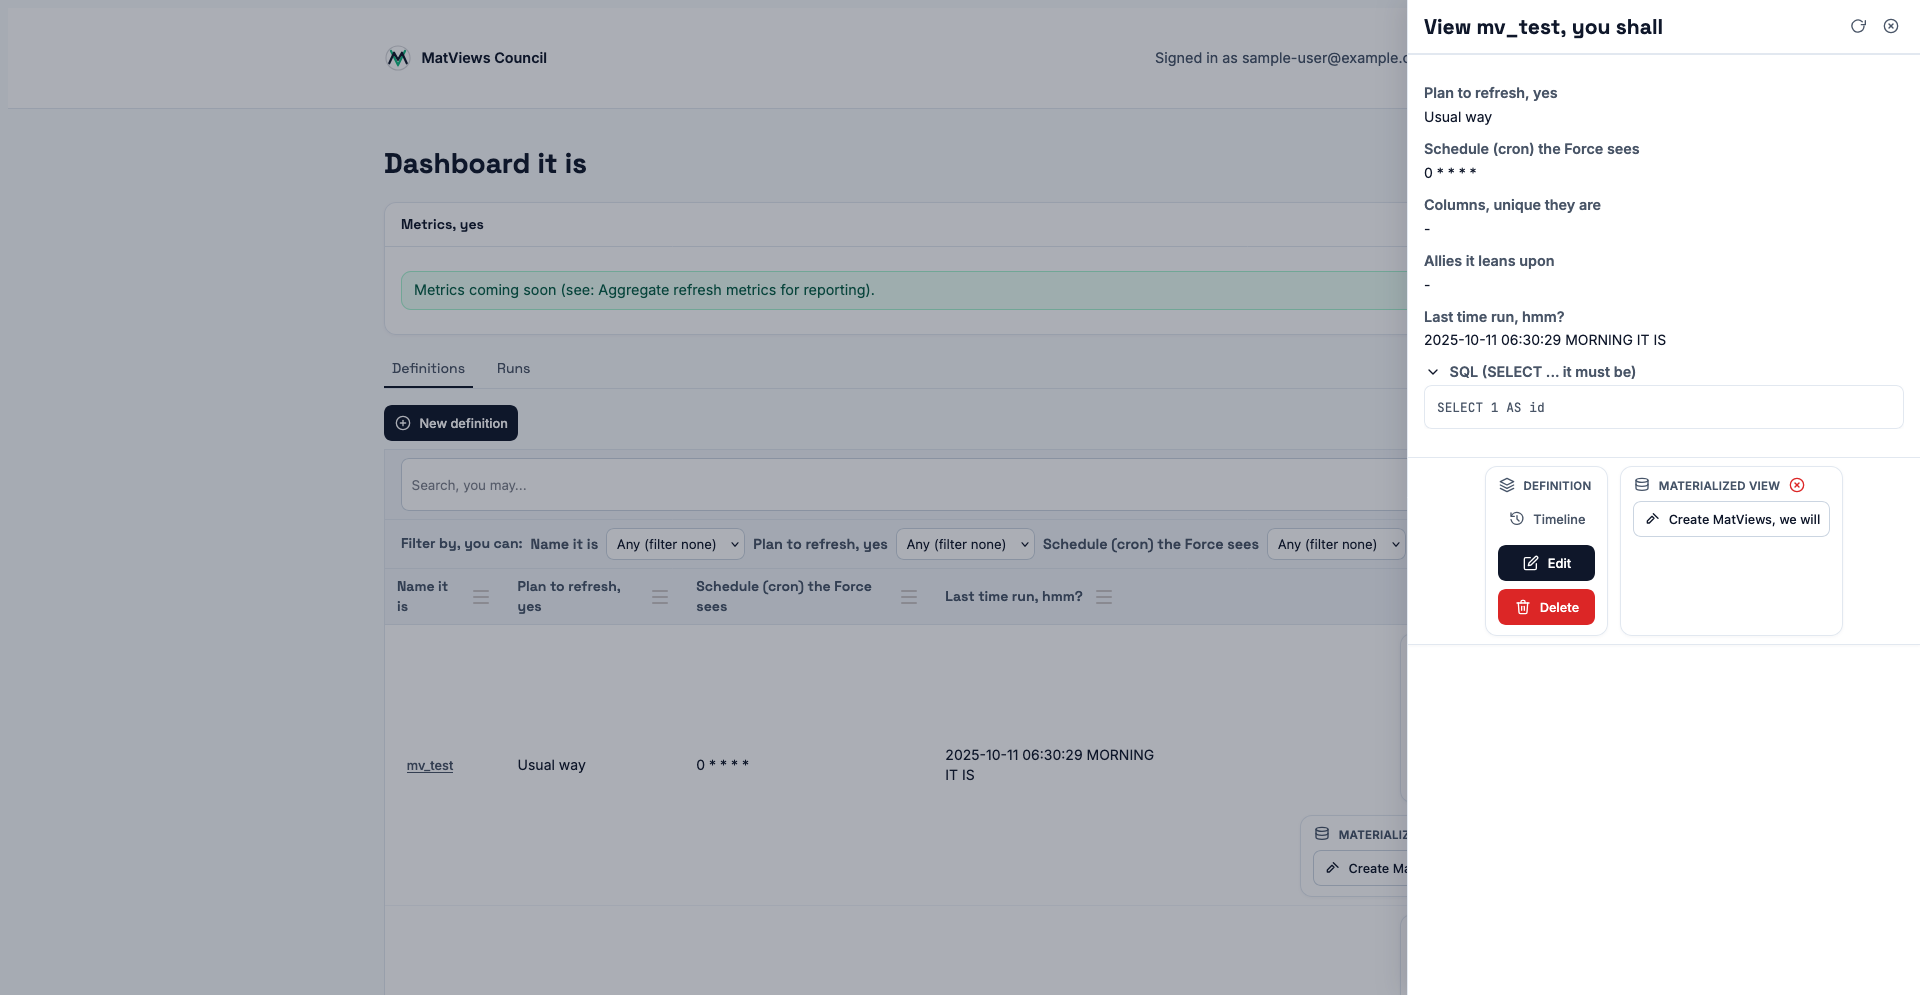 MatViews Council
Signed in as sample-user@example.c
Dashboard it is
Metrics, yes
Metrics coming soon (see: Aggregate refresh metrics for reporting).
Definitions
Runs
New definition
Search, you may...
Filter by, you can:
Name it is
Any (filter none)
Plan to refresh, yes
Any (filter none)
Schedule (cron) the Force sees
Any (filter none)
Name it
is
Plan to refresh,
yes
Schedule (cron) the Force
sees
Last time run, hmm?
mv_test
Usual way
0 * * * *
2025-10-11 06:30:29 MORNING
IT IS
MATERIALIZ
Create Ma
View mv_test, you shall
Plan to refresh, yes
Usual way
Schedule (cron) the Force sees
0 * * * *
Columns, unique they are
-
Allies it leans upon
-
Last time run, hmm?
2025-10-11 06:30:29 MORNING IT IS
SQL (SELECT ... it must be)
SELECT 1 AS id
DEFINITION
Timeline
Edit
Delete
MATERIALIZED VIEW
Create MatViews, we will